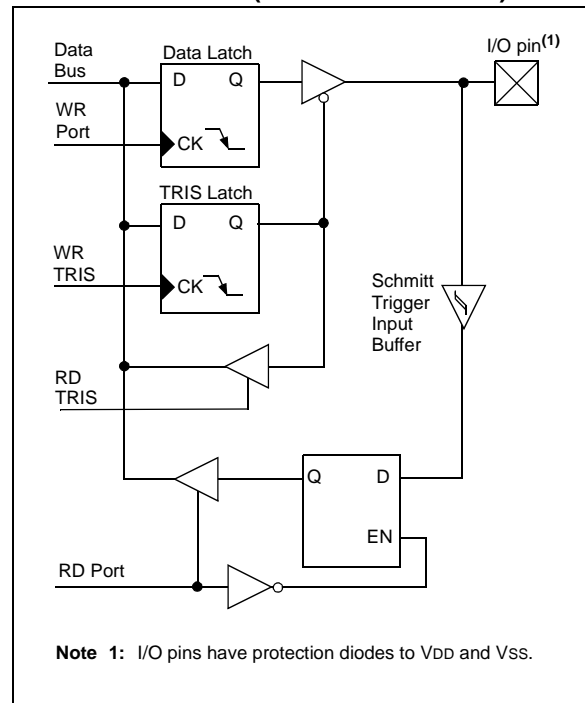 Data
Bus
Data Latch
I/O pin(1)
D Q
WR
Port
CK
TRIS Latch
D Q
WR
TRIS
CK
Schmitt
Trigger
Input
Buffer
RD
TRIS
Q D
EN
RD Port
Note 1: I/O pins have protection diodes to VDD and VSS.